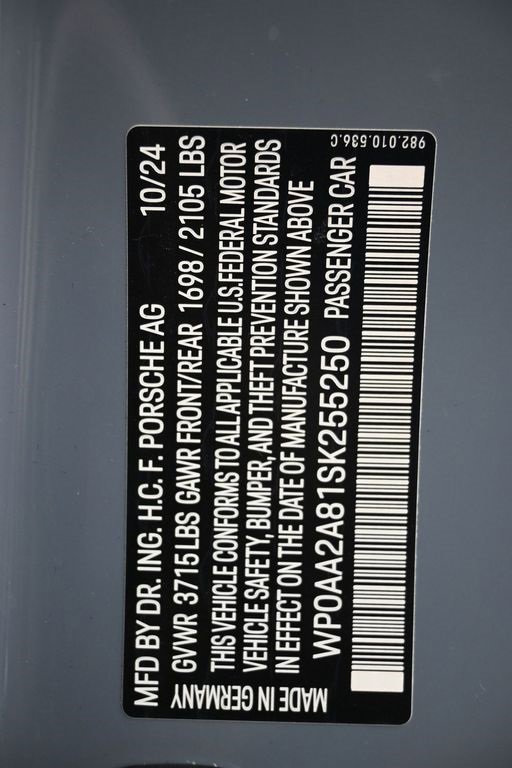 MFD BY DR. ING. H.C. F. PORSCHE AG 10/24
GVWR 3715 LBS GAWR FRONT/REAR 1698 / 2105 LBS
THIS VEHICLE CONFORMS TO ALL APPLICABLE U.S. FEDERAL MOTOR
VEHICLE SAFETY, BUMPER, AND THEFT PREVENTION STANDARDS
IN EFFECT ON THE DATE OF MANUFACTURE SHOWN ABOVE
WP0AA2A81SK255250 PASSENGER CAR
MADE IN GERMANY
982.010.536.C